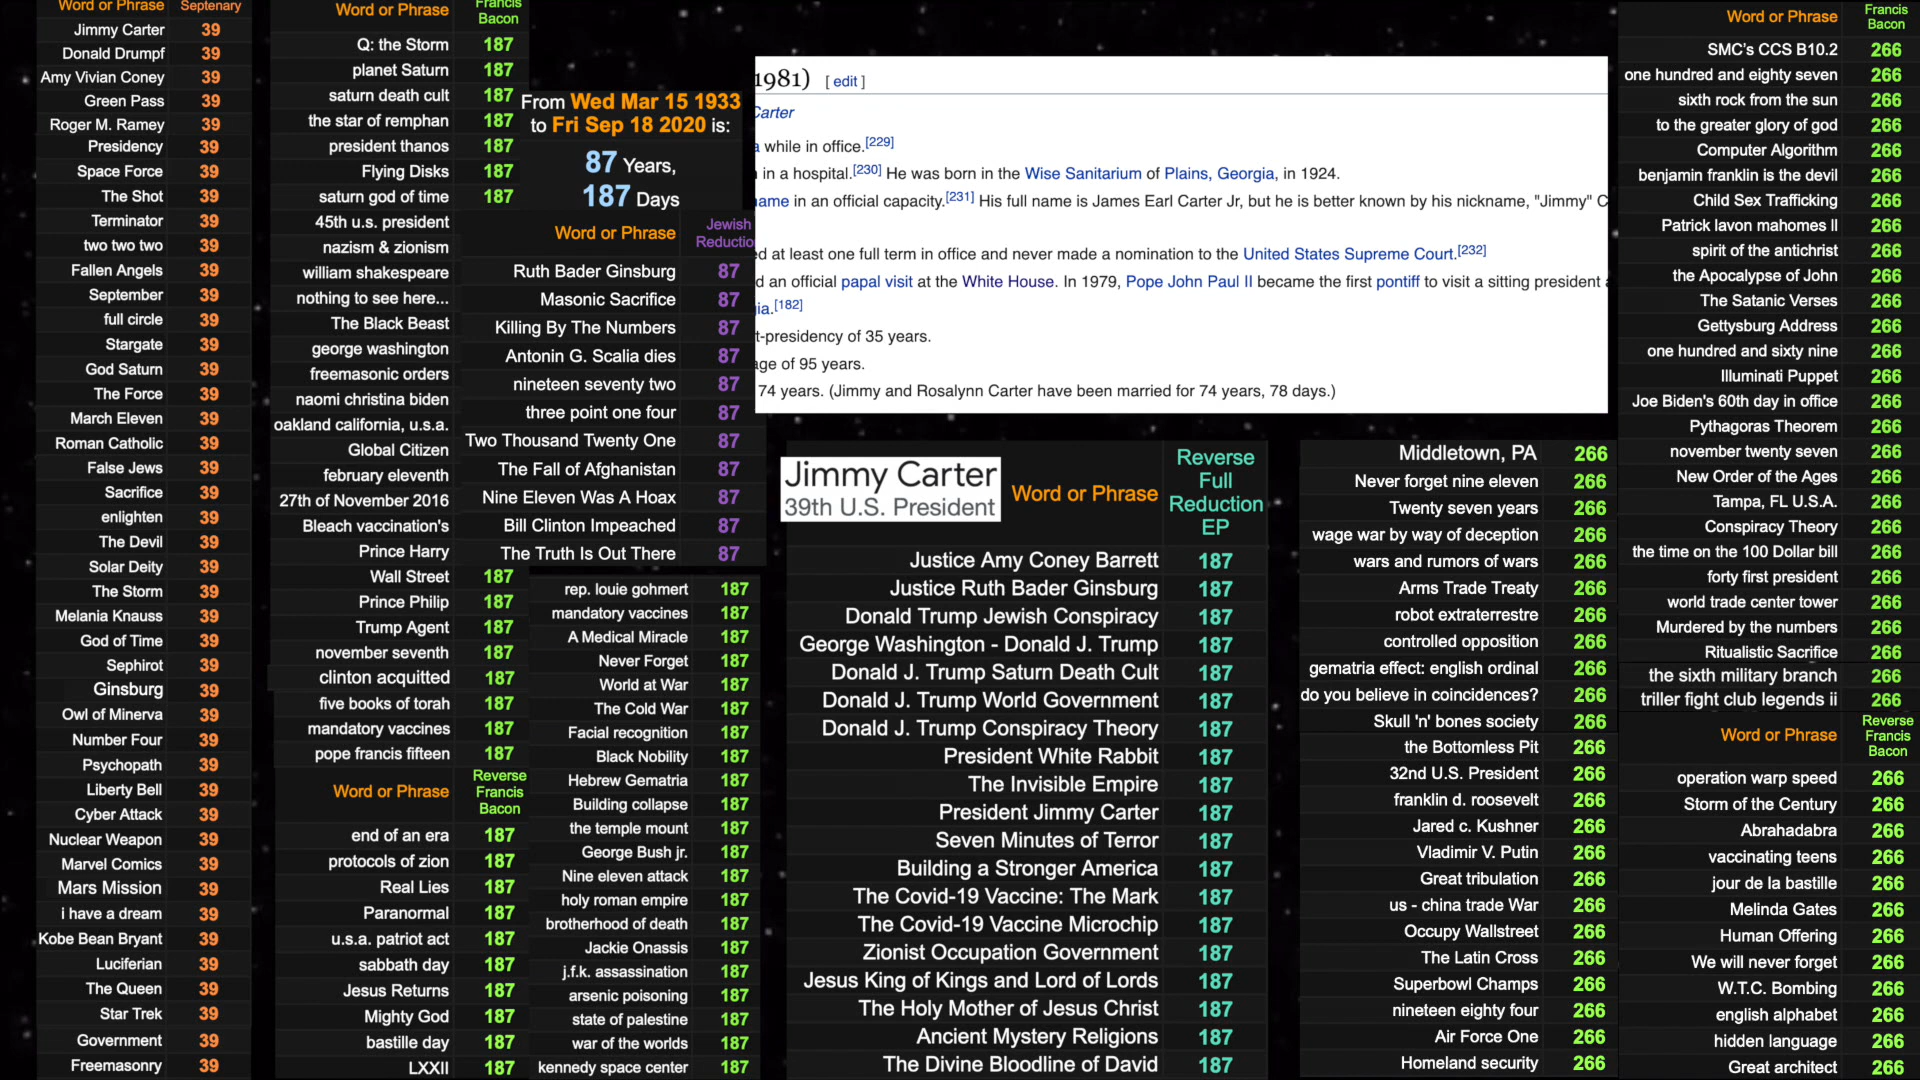 Word or Phrase Septenary
Jimmy Carter 39
Donald Drumpf 39
Amy Vivian Coney 39
Green Pass 39
Roger M. Ramey 39
Presidency 39
Space Force 39
The Shot 39
Terminator 39
two two two 39
Fallen Angels 39
September 39
full circle 39
Stargate 39
God Saturn 39
The Force 39
March Eleven 39
Roman Catholic 39
False Jews 39
Sacrifice 39
enlighten 39
The Devil 39
Solar Deity 39
The Storm 39
Melania Knauss 39
God of Time 39
Sephirot 39
Ginsburg 39
Owl of Minerva 39
Number Four 39
Psychopath 39
Liberty Bell 39
Cyber Attack 39
Nuclear Weapon 39
Marvel Comics 39
Mars Mission 39
i have a dream 39
Kobe Bean Bryant 39
Luciferian 39
The Queen 39
Star Trek 39
Government 39
Freemasonry 39
Word or Phrase Francis Bacon
Q: the Storm 187
planet Saturn 187
saturn death cult 187
the star of remphan 187
president thanos 187
Flying Disks 187
saturn god of time 187
45th u.s. president
nazism & zionism
william shakespeare
nothing to see here...
The Black Beast
george washington
freemasonic orders
naomi christina biden
oakland california, u.s.a.
Global Citizen
february eleventh
27th of November 2016
Bleach vaccination's
Prince Harry
Wall Street 187
Prince Philip 187
Trump Agent 187
november seventh 187
clinton acquitted 187
five books of torah 187
mandatory vaccines 187
pope francis fifteen 187
Word or Phrase Reverse Francis Bacon
end of an era 187
protocols of zion 187
Real Lies 187
Paranormal 187
u.s.a. patriot act 187
sabbath day 187
Jesus Returns 187
Mighty God 187
bastille day 187
LXXII 187
From Wed Mar 15 1933
to Fri Sep 18 2020 is:
87 Years,
187 Days
Word or Phrase Jewish Reductio
Ruth Bader Ginsburg 87
Masonic Sacrifice 87
Killing By The Numbers 87
Antonin G. Scalia dies 87
nineteen seventy two 87
three point one four 87
Two Thousand Twenty One 87
The Fall of Afghanistan 87
Nine Eleven Was A Hoax 87
Bill Clinton Impeached 87
The Truth Is Out There 87
rep. louie gohmert 187
mandatory vaccines 187
A Medical Miracle 187
Never Forget 187
World at War 187
The Cold War 187
Facial recognition 187
Black Nobility 187
Hebrew Gematria 187
Building collapse 187
the temple mount 187
George Bush jr. 187
Nine eleven attack 187
holy roman empire 187
brotherhood of death 187
Jackie Onassis 187
j.f.k. assassination 187
arsenic poisoning 187
state of palestine 187
war of the worlds 187
kennedy space center 187
1981) [ edit ]
Carter
a while in office.[229]
n in a hospital.[230] He was born in the Wise Sanitarium of Plains, Georgia, in 1924.
name in an official capacity.[231] His full name is James Earl Carter Jr, but he is better known by his nickname, "Jimmy" C
ed at least one full term in office and never made a nomination to the United States Supreme Court.[232]
d an official papal visit at the White House. In 1979, Pope John Paul II became the first pontiff to visit a sitting president a
gia.[182]
t-presidency of 35 years.
age of 95 years.
74 years. (Jimmy and Rosalynn Carter have been married for 74 years, 78 days.)
Jimmy Carter
39th U.S. President
Word or Phrase Reverse Full Reduction EP
Justice Amy Coney Barrett 187
Justice Ruth Bader Ginsburg 187
Donald Trump Jewish Conspiracy 187
George Washington - Donald J. Trump 187
Donald J. Trump Saturn Death Cult 187
Donald J. Trump World Government 187
Donald J. Trump Conspiracy Theory 187
President White Rabbit 187
The Invisible Empire 187
President Jimmy Carter 187
Seven Minutes of Terror 187
Building a Stronger America 187
The Covid-19 Vaccine: The Mark 187
The Covid-19 Vaccine Microchip 187
Zionist Occupation Government 187
Jesus King of Kings and Lord of Lords 187
The Holy Mother of Jesus Christ 187
Ancient Mystery Religions 187
The Divine Bloodline of David 187
Middletown, PA 266
Never forget nine eleven 266
Twenty seven years 266
wage war by way of deception 266
wars and rumors of wars 266
Arms Trade Treaty 266
robot extraterrestre 266
controlled opposition 266
gematria effect: english ordinal 266
do you believe in coincidences? 266
Skull 'n' bones society 266
the Bottomless Pit 266
32nd U.S. President 266
franklin d. roosevelt 266
Jared c. Kushner 266
Vladimir V. Putin 266
Great tribulation 266
us - china trade War 266
Occupy Wallstreet 266
The Latin Cross 266
Superbowl Champs 266
nineteen eighty four 266
Air Force One 266
Homeland security 266
Word or Phrase Francis Bacon
SMC's CCS B10.2 266
one hundred and eighty seven 266
sixth rock from the sun 266
to the greater glory of god 266
Computer Algorithm 266
benjamin franklin is the devil 266
Child Sex Trafficking 266
Patrick lavon mahomes II 266
spirit of the antichrist 266
the Apocalypse of John 266
The Satanic Verses 266
Gettysburg Address 266
one hundred and sixty nine 266
Illuminati Puppet 266
Joe Biden's 60th day in office 266
Pythagoras Theorem 266
november twenty seven 266
New Order of the Ages 266
Tampa, FL U.S.A. 266
Conspiracy Theory 266
the time on the 100 Dollar bill 266
forty first president 266
world trade center tower 266
Murdered by the numbers 266
Ritualistic Sacrifice 266
the sixth military branch 266
triller fight club legends ii 266
Word or Phrase Reverse Francis Bacon
operation warp speed 266
Storm of the Century 266
Abrahadabra 266
vaccinating teens 266
jour de la bastille 266
Melinda Gates 266
Human Offering 266
We will never forget 266
W.T.C. Bombing 266
english alphabet 266
hidden language 266
Great architect 266